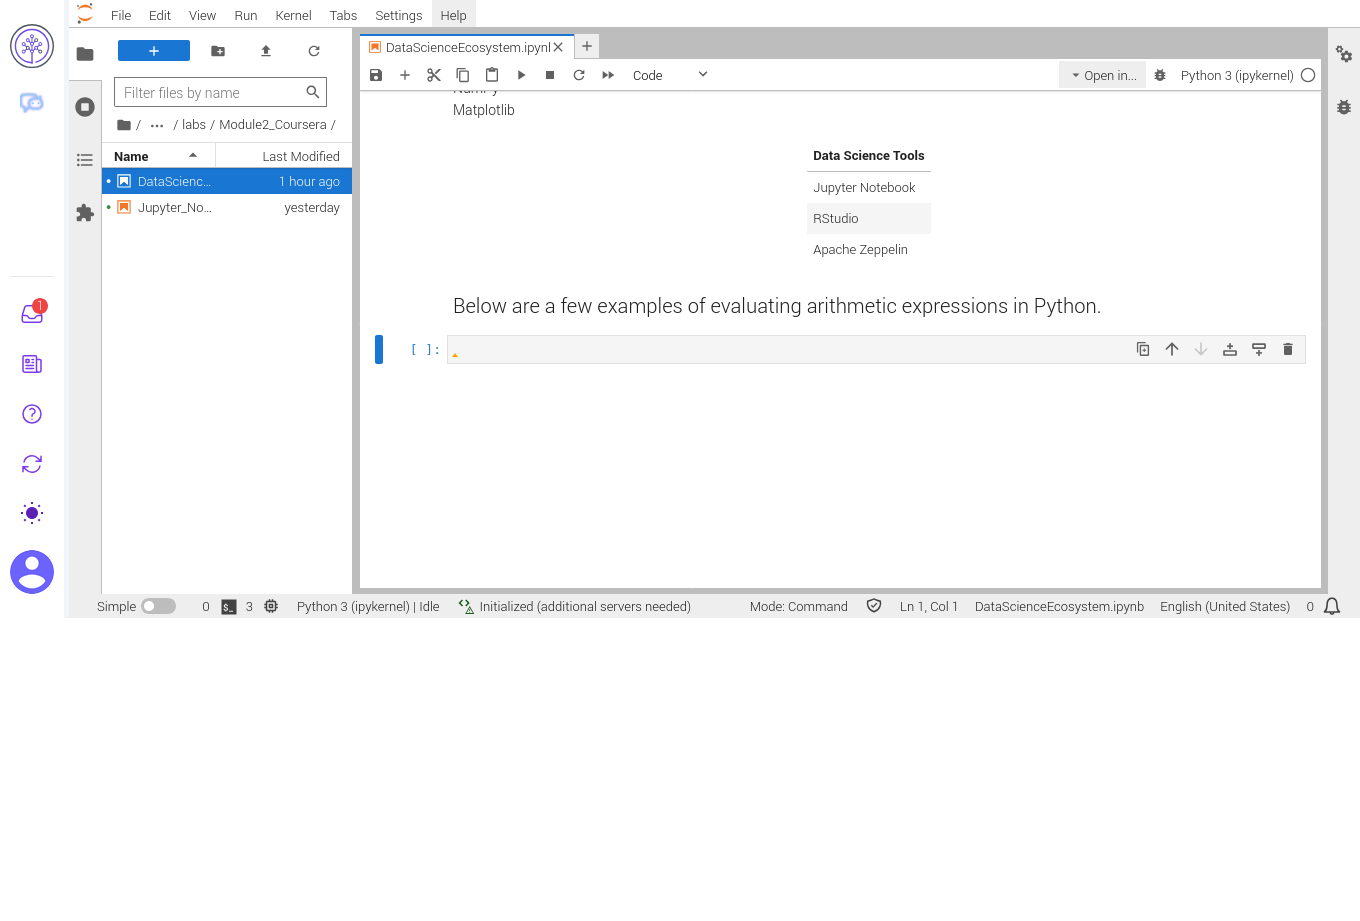 File Edit View Run Kernel Tabs Settings Help
DataScienceEcosystem.ipynl
Filter files by name
Code
Open in...
Python 3 (ipykernel)
/ ... / labs / Module2_Coursera /
Name Last Modified
DataScienc... 1 hour ago
Jupyter_No... yesterday
Matplotlib
Data Science Tools
Jupyter Notebook
RStudio
Apache Zeppelin
Below are a few examples of evaluating arithmetic expressions in Python.
[ ]:
1
Simple 0 $_ 3 Python 3 (ipykernel) | Idle Initialized (additional servers needed) Mode: Command Ln 1, Col 1 DataScienceEcosystem.ipynb English (United States) 0